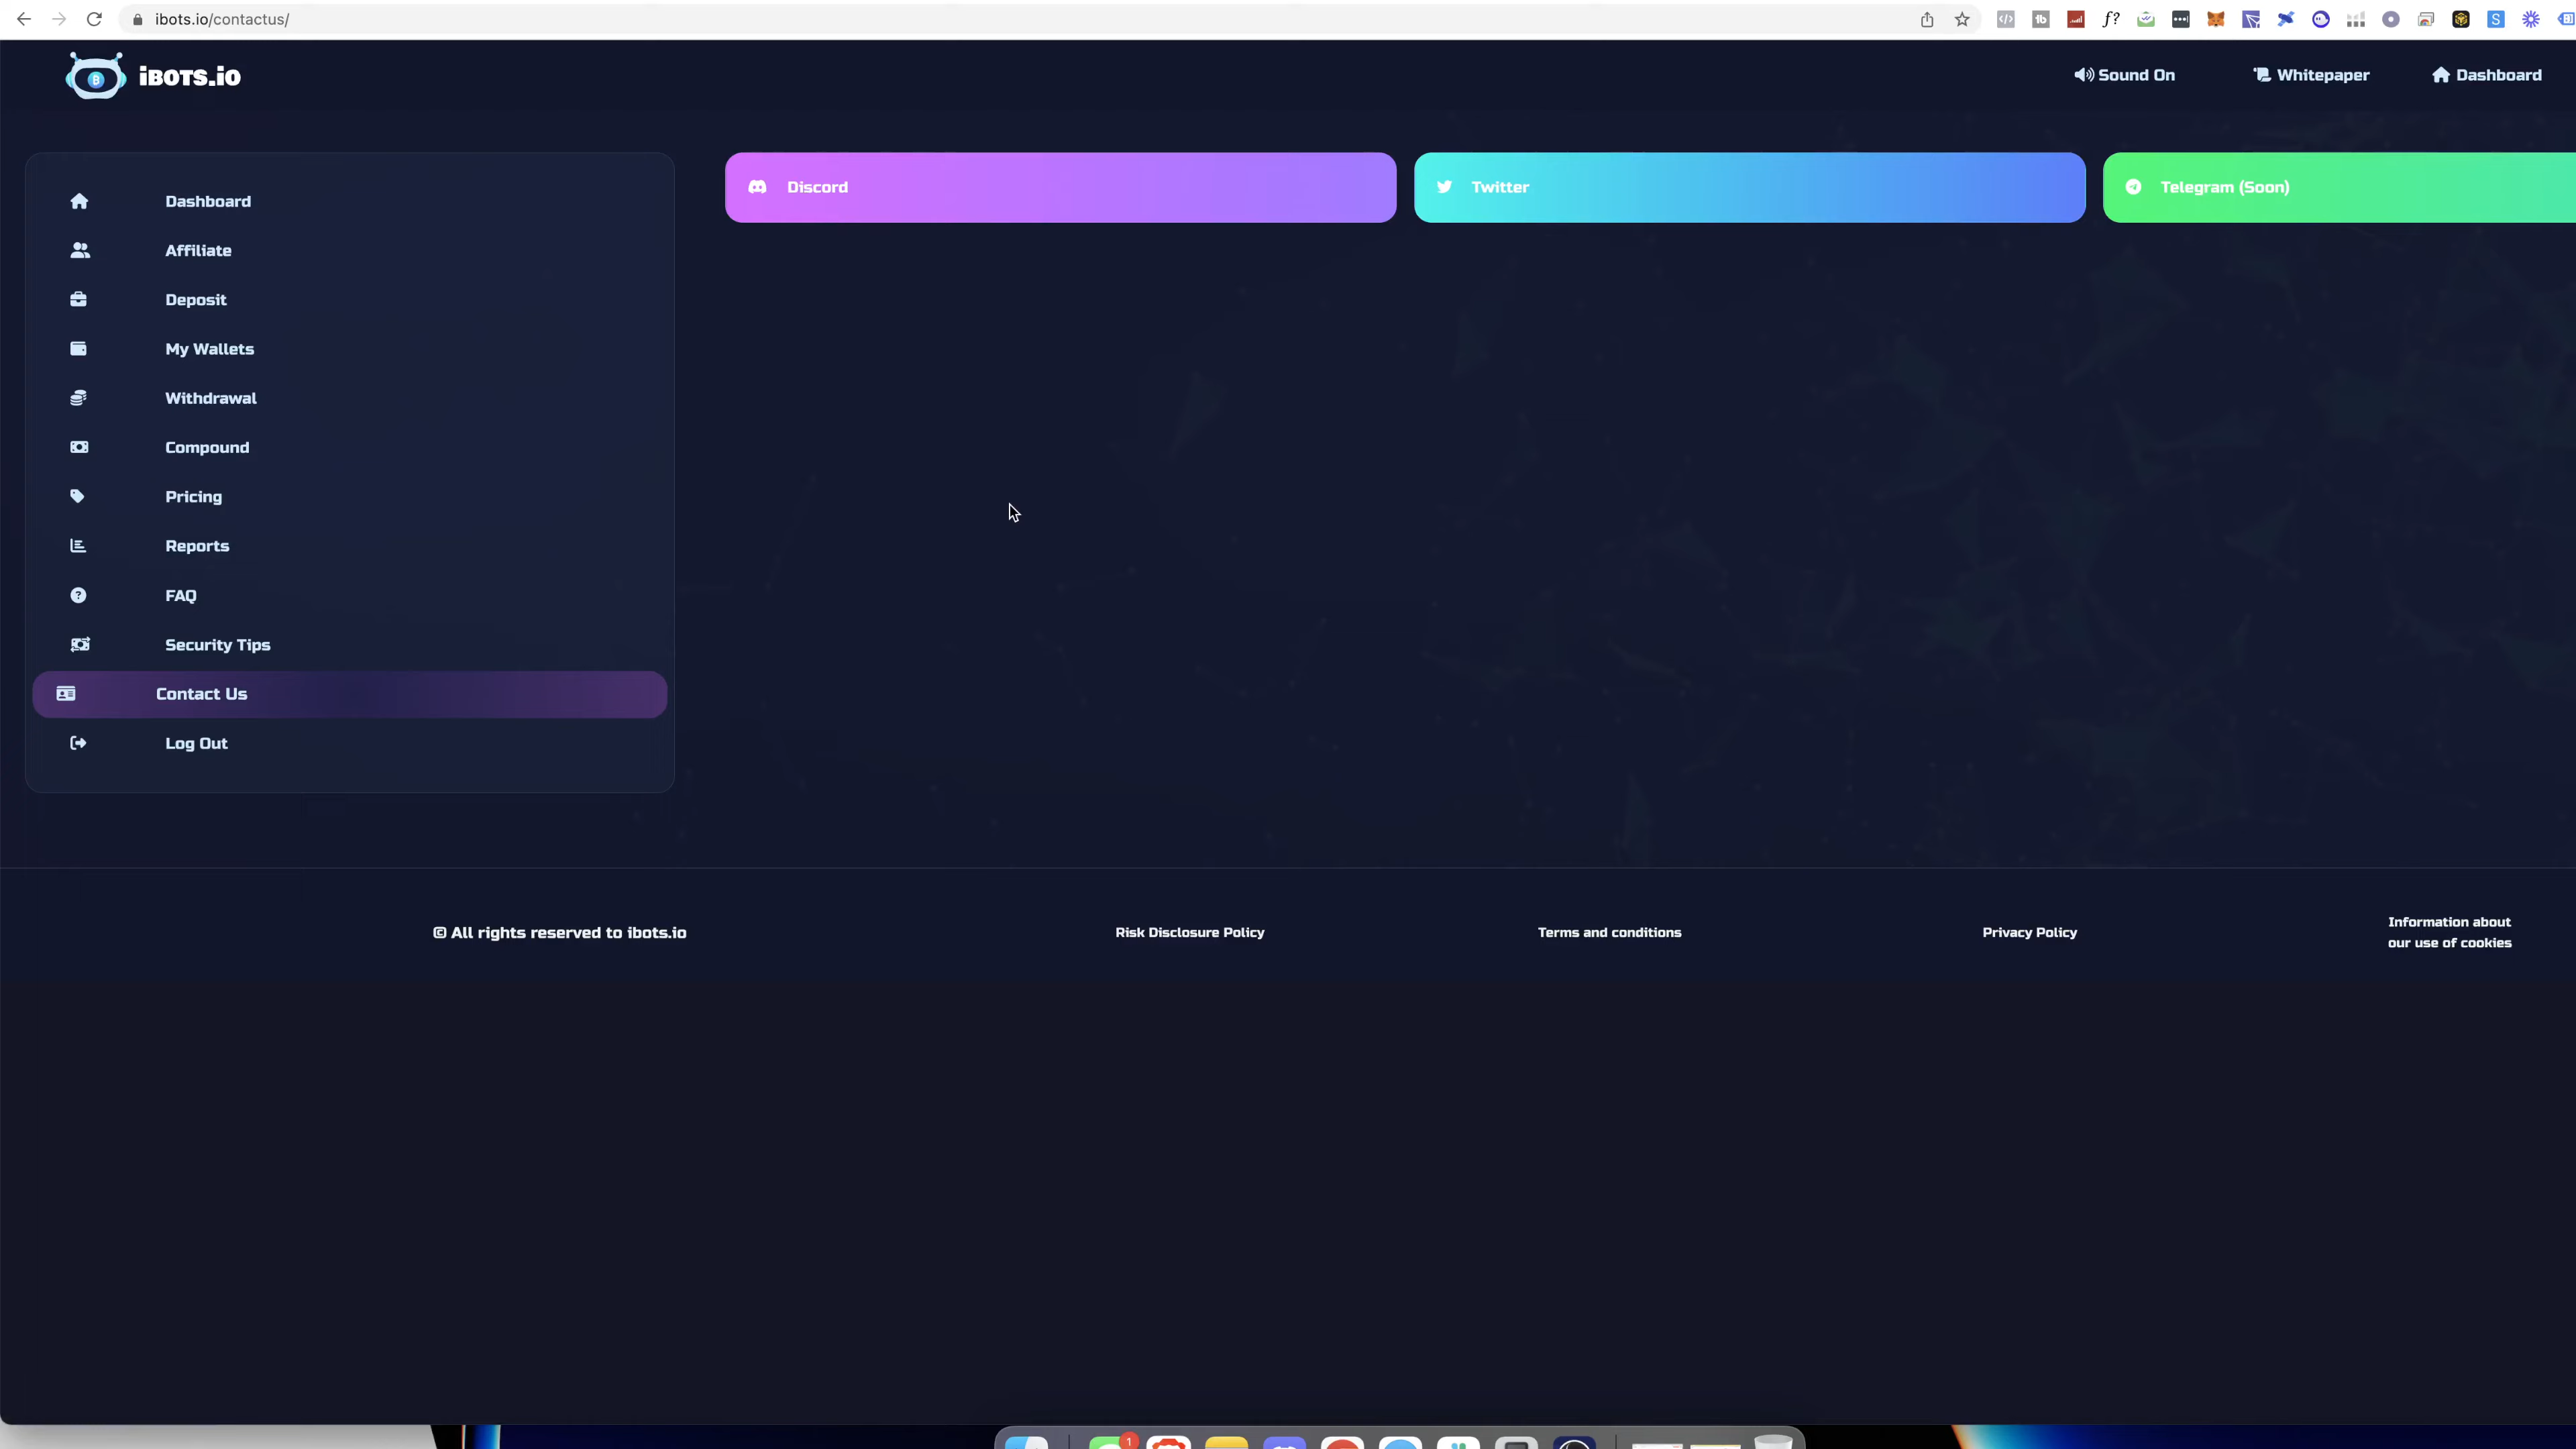 ibots.io/contactus/
iBOTS.iO
Sound On
Whitepaper
Dashboard
Dashboard
Affiliate
Deposit
My Wallets
Withdrawal
Compound
Pricing
Reports
FAQ
Security Tips
Contact Us
Log Out
Discord
Twitter
Telegram (Soon)
© All rights reserved to ibots.io
Risk Disclosure Policy
Terms and conditions
Privacy Policy
Information about
our use of cookies
1